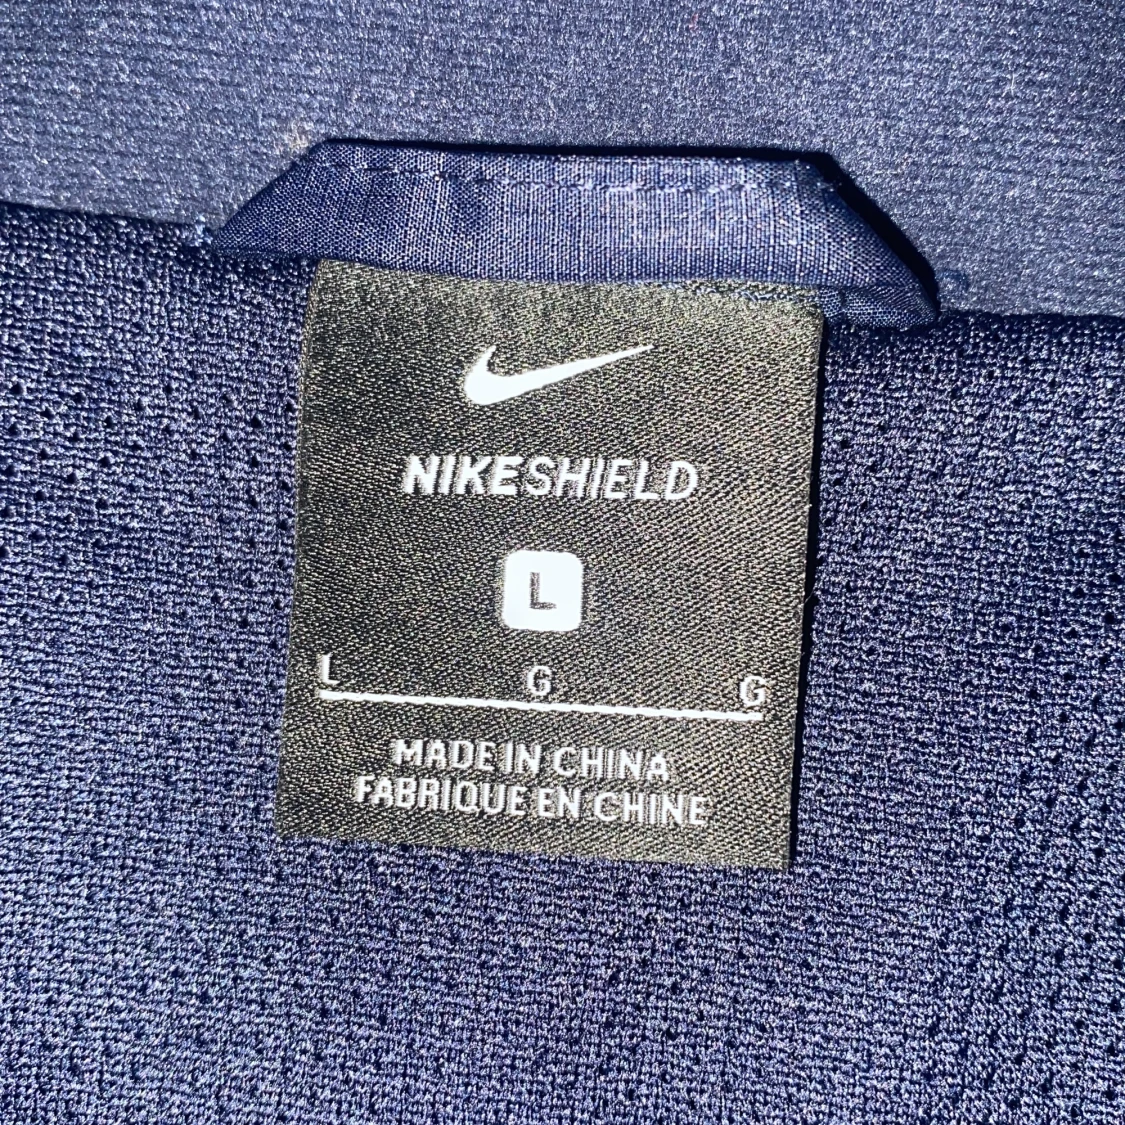 NIKESHIELD
L
L G G
MADE IN CHINA
FABRIQUE EN CHINE